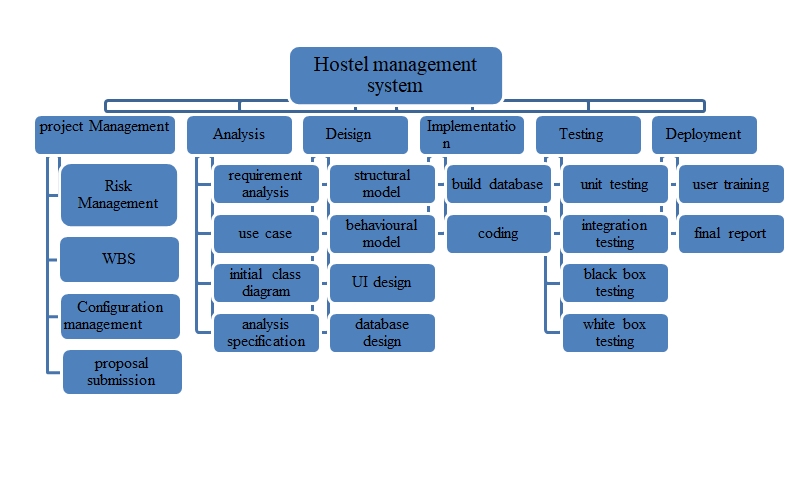 Hostel management
system
project Management
Analysis
Deisign
Implementatio
n
Testing
Deployment
Risk
Management
WBS
Configuration
management
proposal
submission
requirement
analysis
use case
initial class
diagram
analysis
specification
structural
model
behavioural
model
UI design
database
design
build database
coding
unit testing
integration
testing
black box
testing
white box
testing
user training
final report